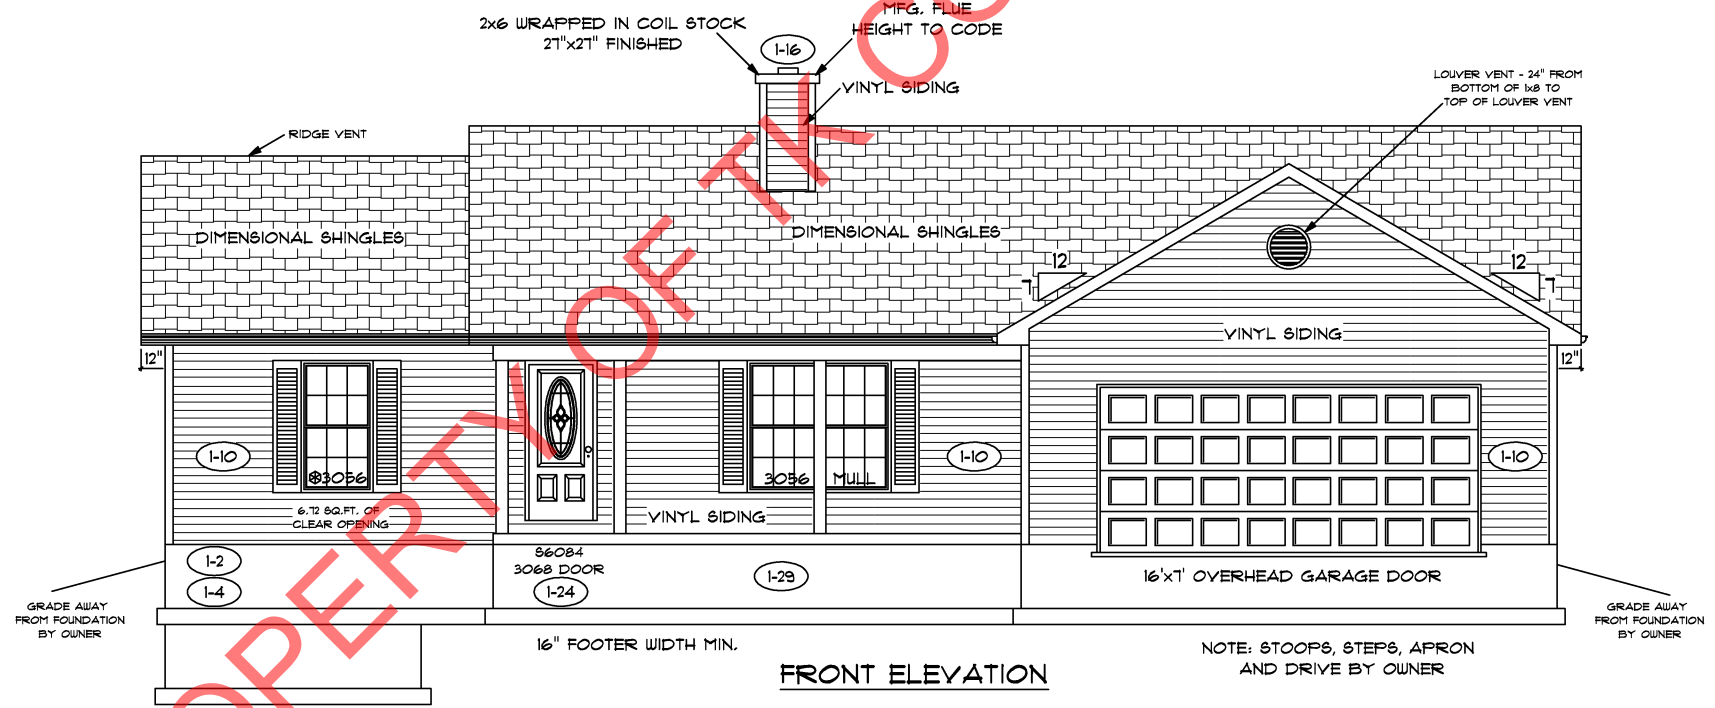 2x6 WRAPPED IN COIL STOCK
27"x27" FINISHED
MFG. FLUE
HEIGHT TO CODE
1-16
VINYL SIDING
LOUVER VENT - 24" FROM
BOTTOM OF 1x8 TO
TOP OF LOUVER VENT
RIDGE VENT
DIMENSIONAL SHINGLES
DIMENSIONAL SHINGLES
12
7
12
7
VINYL SIDING
12"
12"
1-10
1-10
1-10
3056
3056
MULL
6.72 SQ.FT. OF
CLEAR OPENING
VINYL SIDING
1-2
1-4
S6084
3068 DOOR
1-24
1-29
16'x7' OVERHEAD GARAGE DOOR
GRADE AWAY
FROM FOUNDATION
BY OWNER
GRADE AWAY
FROM FOUNDATION
BY OWNER
16" FOOTER WIDTH MIN.
NOTE: STOOPS, STEPS, APRON
AND DRIVE BY OWNER
FRONT ELEVATION
OPERTY OF TK CO